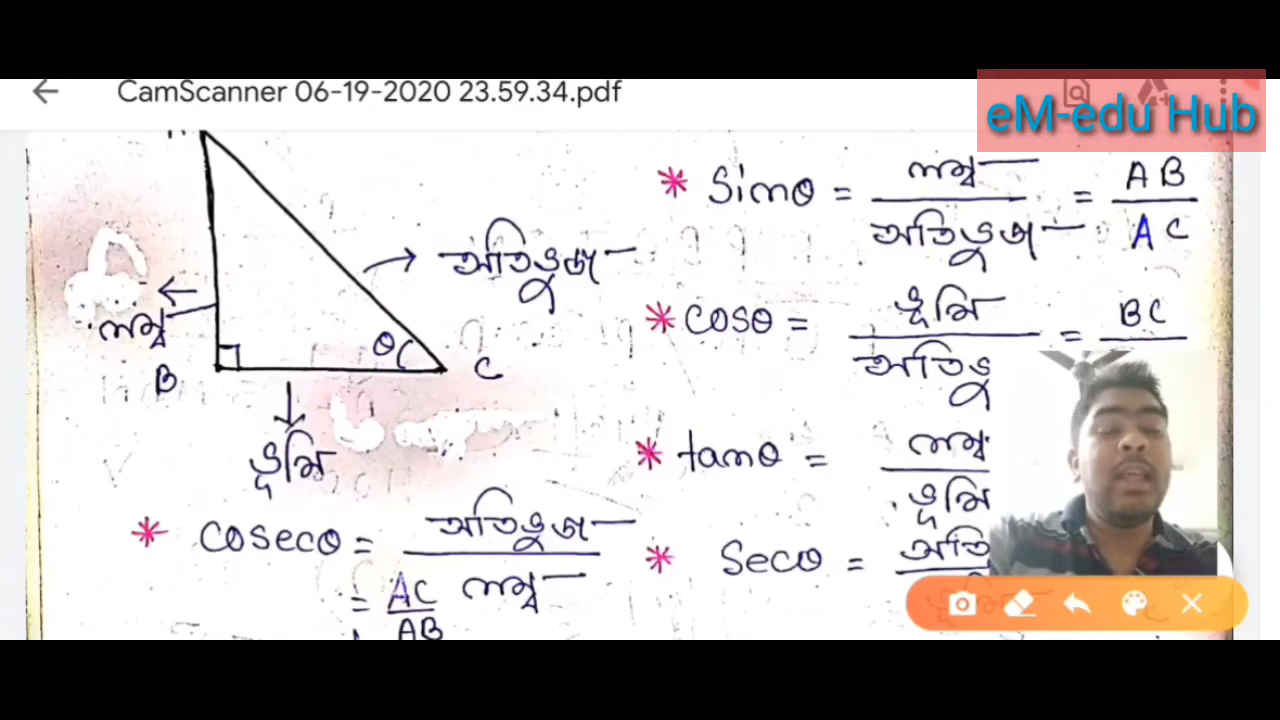 CamScanner 06-19-2020 23.59.34.pdf
eM-edu Hub
* Sinθ = লম্ব / অতিভুজ = AB / AC
অতিভুজ
লম্ব
* cosθ = ভূমি / অতিভু = BC
θ
C
B
ভূমি
* tanθ = লম্ব / ভূমি
* cosecθ = অতিভুজ / লম্ব
= AC / AB
* Secθ = অতি